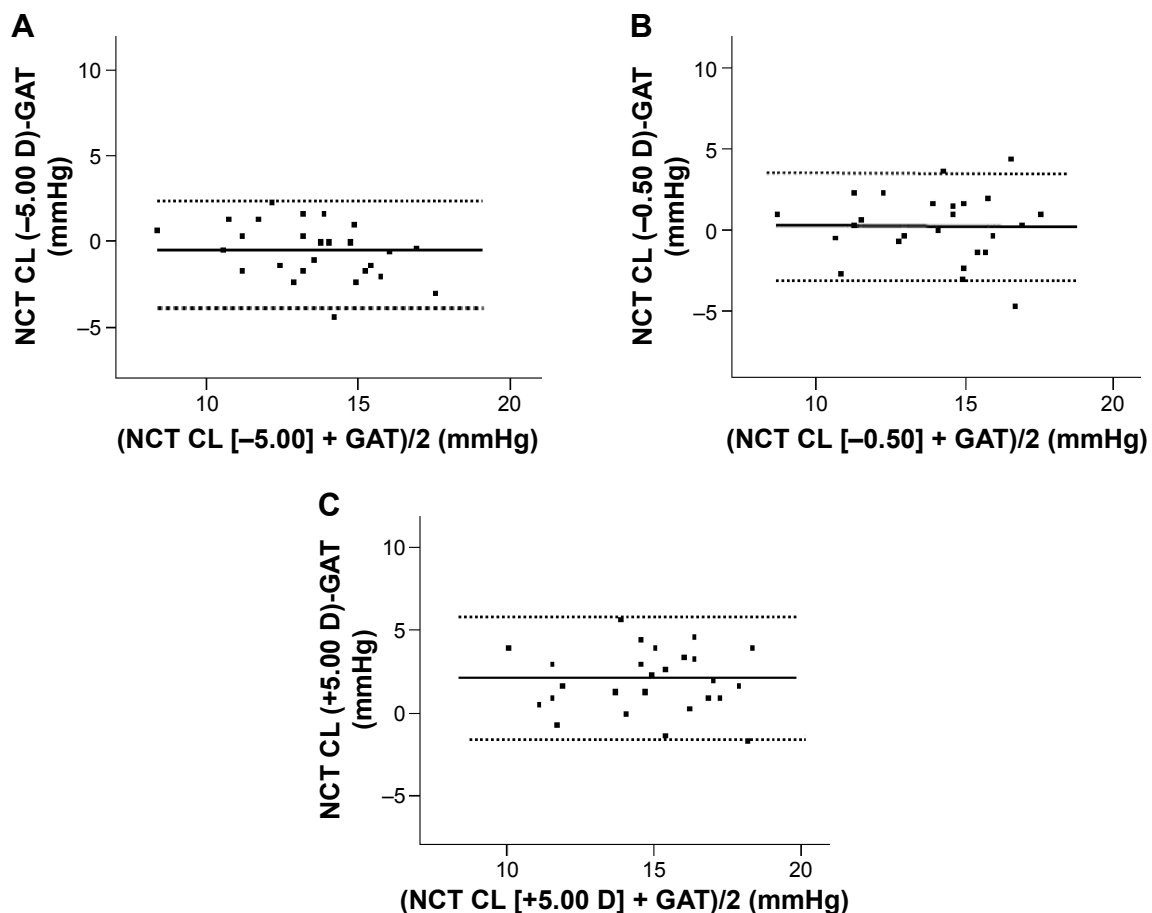 A
NCT CL (–5.00 D)-GAT
(mmHg)
10
5
0
–5
10
15
20
(NCT CL [–5.00] + GAT)/2 (mmHg)
B
NCT CL (–0.50 D)-GAT
(mmHg)
10
5
0
–5
10
15
20
(NCT CL [–0.50] + GAT)/2 (mmHg)
C
NCT CL (+5.00 D)-GAT
(mmHg)
10
5
0
–5
10
15
20
(NCT CL [+5.00 D] + GAT)/2 (mmHg)